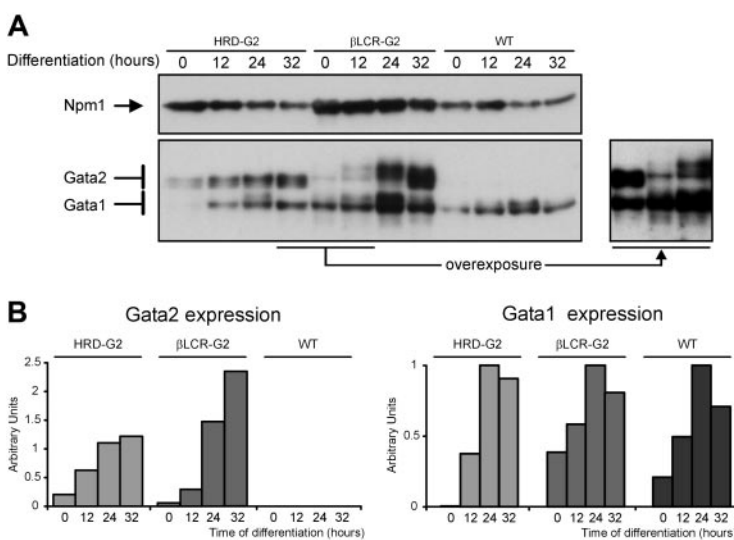 A
HRD-G2 βLCR-G2 WT
Differentiation (hours) 0 12 24 32 0 12 24 32 0 12 24 32
Npm1
Gata2
Gata1
overexposure
B
Gata2 expression
HRD-G2 βLCR-G2 WT
Arbitrary Units
2.5
2
1.5
1
0.5
0
0 12 24 32 0 12 24 32 0 12 24 32
Time of differentiation (hours)
Gata1 expression
HRD-G2 βLCR-G2 WT
Arbitrary Units
1
0.5
0
0 12 24 32 0 12 24 32 0 12 24 32
Time of differentiation (hours)